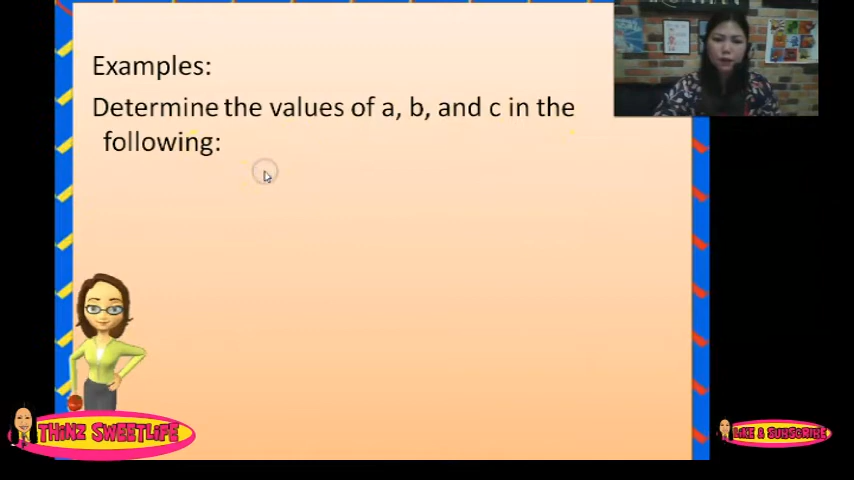 Examples:
Determine the values of a, b, and c in the
following:
THinZ SWEETLiFE
LiKE & SUBSCRIBE